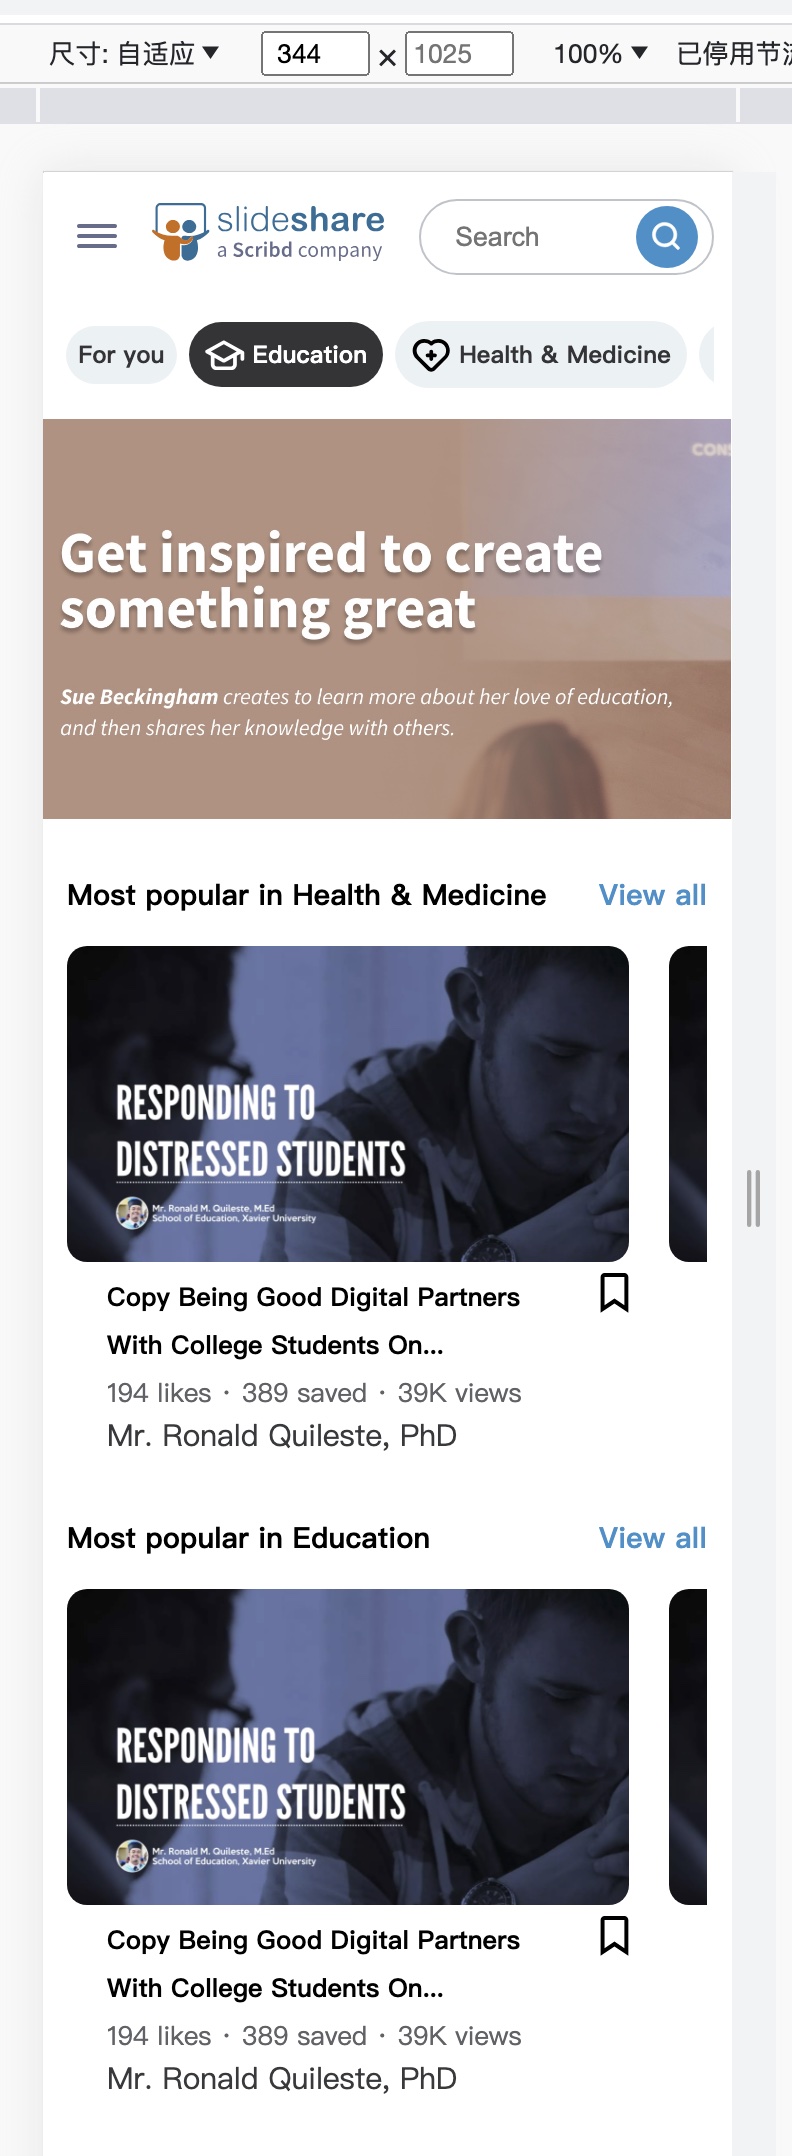 尺寸: 自适应 ▼ 344 × 1025 100% ▼ 已停用节
slideshare
a Scribd company
Search
For you Education Health & Medicine
CONS
Get inspired to create
something great
Sue Beckingham creates to learn more about her love of education,
and then shares her knowledge with others.
Most popular in Health & Medicine View all
RESPONDING TO
DISTRESSED STUDENTS
Mr. Ronald M. Quileste, M.Ed
School of Education, Xavier University
Copy Being Good Digital Partners
With College Students On...
194 likes · 389 saved · 39K views
Mr. Ronald Quileste, PhD
Most popular in Education View all
RESPONDING TO
DISTRESSED STUDENTS
Mr. Ronald M. Quileste, M.Ed
School of Education, Xavier University
Copy Being Good Digital Partners
With College Students On...
194 likes · 389 saved · 39K views
Mr. Ronald Quileste, PhD